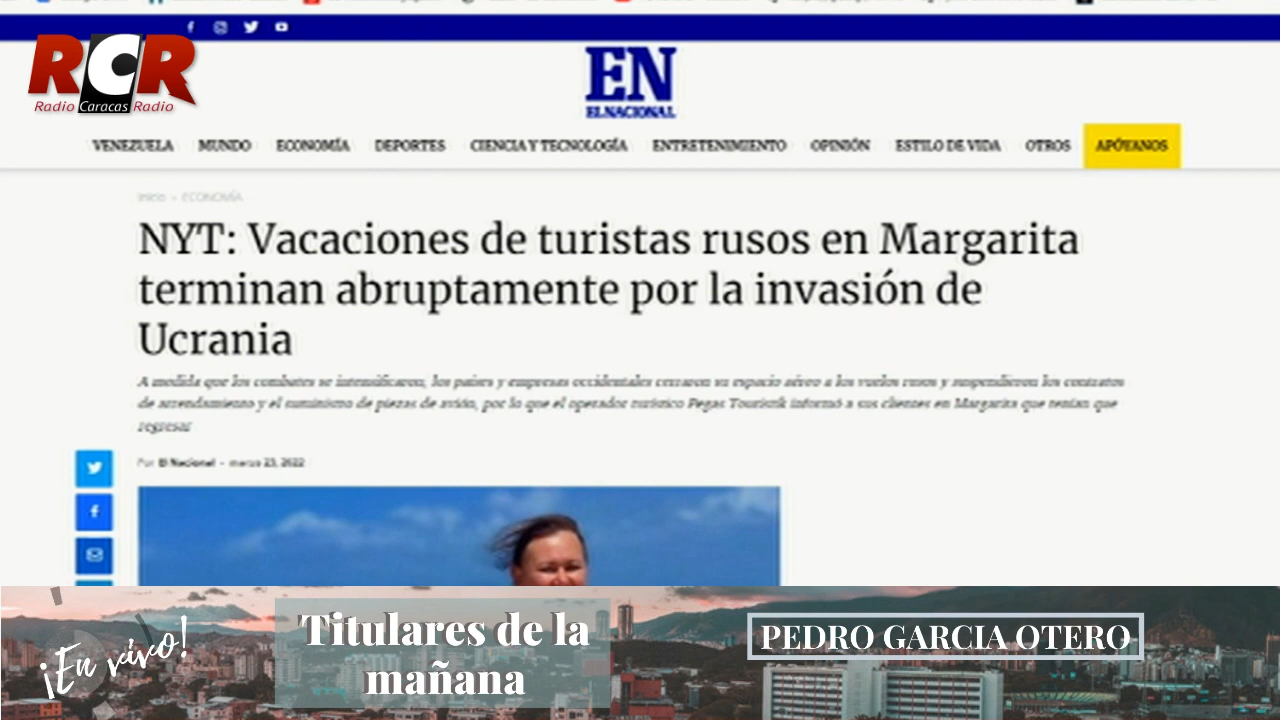 RCR
Radio Caracas Radio
EN
EL NACIONAL
VENEZUELA MUNDO ECONOMÍA DEPORTES CIENCIA Y TECNOLOGÍA ENTRETENIMIENTO OPINIÓN ESTILO DE VIDA OTROS APÓYANOS
Inicio > ECONOMÍA
NYT: Vacaciones de turistas rusos en Margarita
terminan abruptamente por la invasión de
Ucrania
A medida que los combates se intensificaron, los países y empresas occidentales cerraron su espacio aéreo a los vuelos rusos y suspendieron los contratos
de arrendamiento y el suministro de piezas de avión, por lo que el operador turístico Pegas Touristik informó a sus clientes en Margarita que tenían que
regresar
Por El Nacional - marzo 23, 2022
¡En vivo!
Titulares de la
mañana
PEDRO GARCIA OTERO